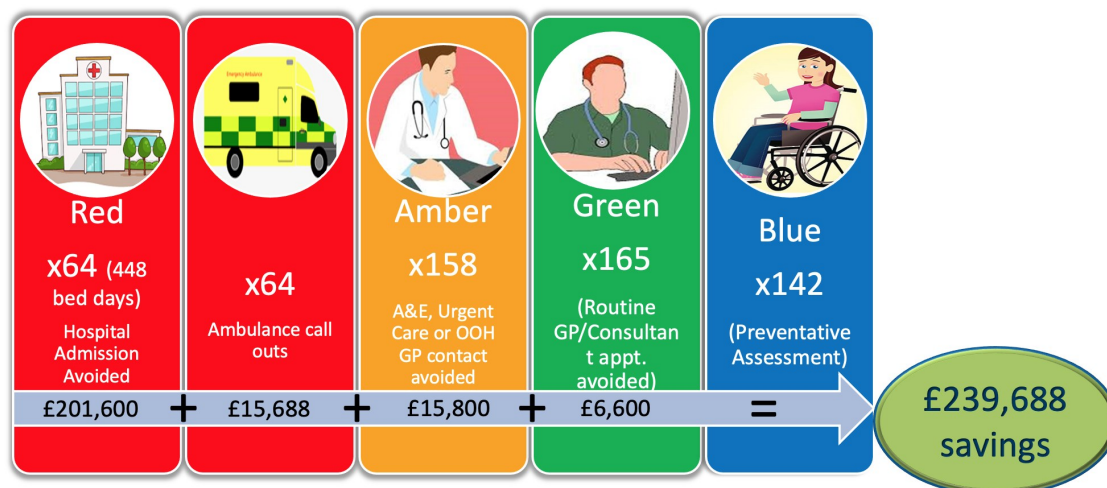 Emergency Ambulance
Red
x64 (448
bed days)
Hospital
Admission
Avoided
x64
Ambulance call
outs
Amber
x158
A&E, Urgent
Care or OOH
GP contact
avoided
Green
x165
(Routine
GP/Consultan
t appt.
avoided)
Blue
x142
(Preventative
Assessment)
£201,600 + £15,688 + £15,800 + £6,600 =
£239,688
savings